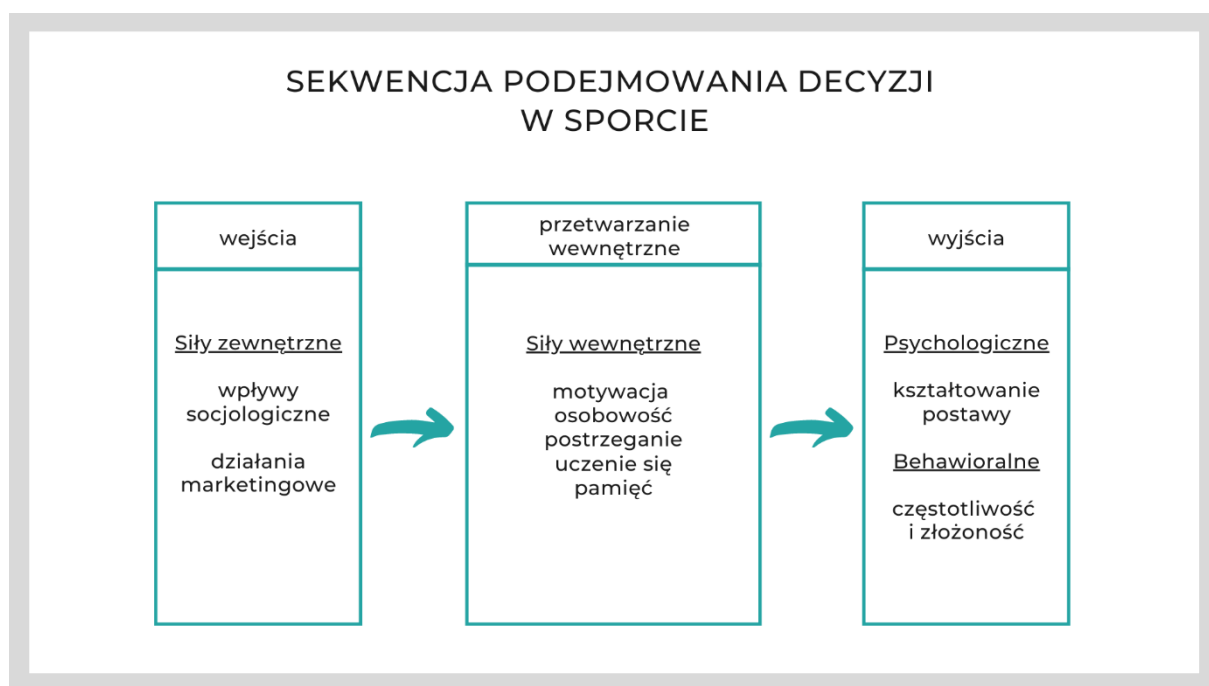 SEKWENCJA PODEJMOWANIA DECYZJI
W SPORCIE
wejścia
Siły zewnętrzne
wpływy
socjologiczne
działania
marketingowe
przetwarzanie
wewnętrzne
Siły wewnętrzne
motywacja
osobowość
postrzeganie
uczenie się
pamięć
wyjścia
Psychologiczne
kształtowanie
postawy
Behawioralne
częstotliwość
i złożoność